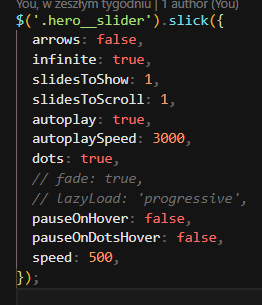 You, w zeszłym tygodniu | 1 author (You)
$('.hero__slider').slick({
  arrows: false,
  infinite: true,
  slidesToShow: 1,
  slidesToScroll: 1,
  autoplay: true,
  autoplaySpeed: 3000,
  dots: true,
  // fade: true,
  // lazyLoad: 'progressive',
  pauseOnHover: false,
  pauseOnDotsHover: false,
  speed: 500,
});